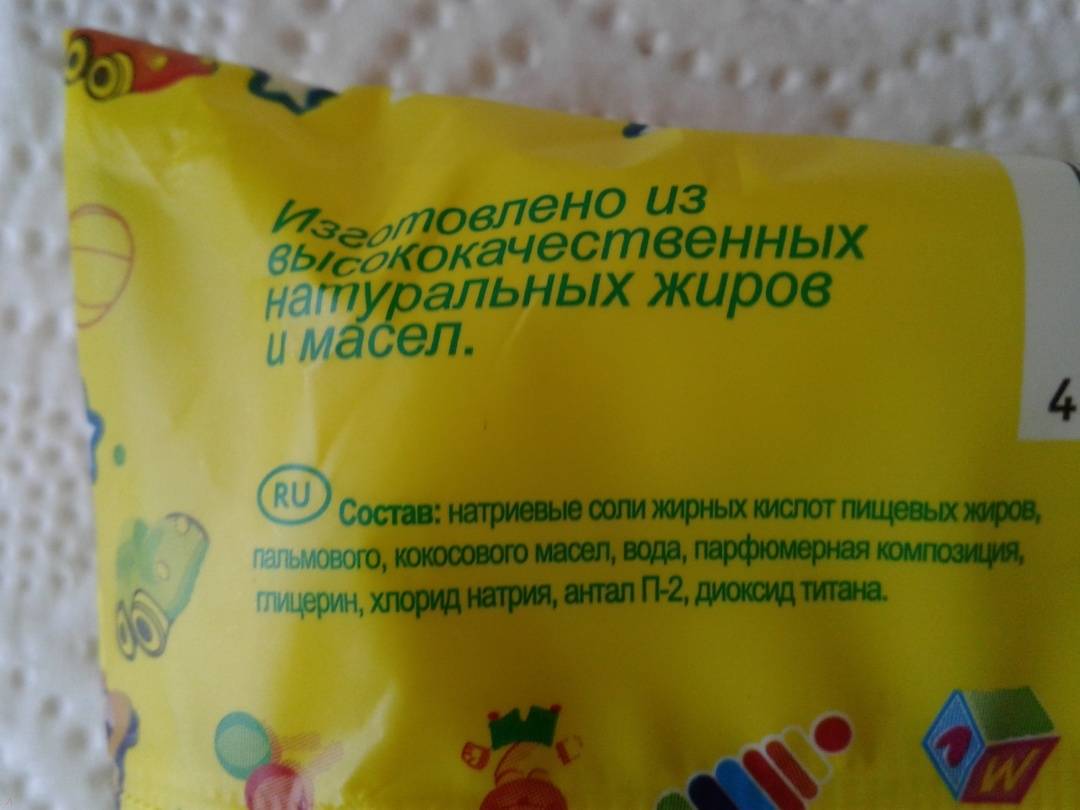 Изготовлено из
высококачественных
натуральных жиров
и масел.
4
RU Состав: натриевые соли жирных кислот пищевых жиров,
пальмового, кокосового масел, вода, парфюмерная композиция,
глицерин, хлорид натрия, антал П-2, диоксид титана.
1 W